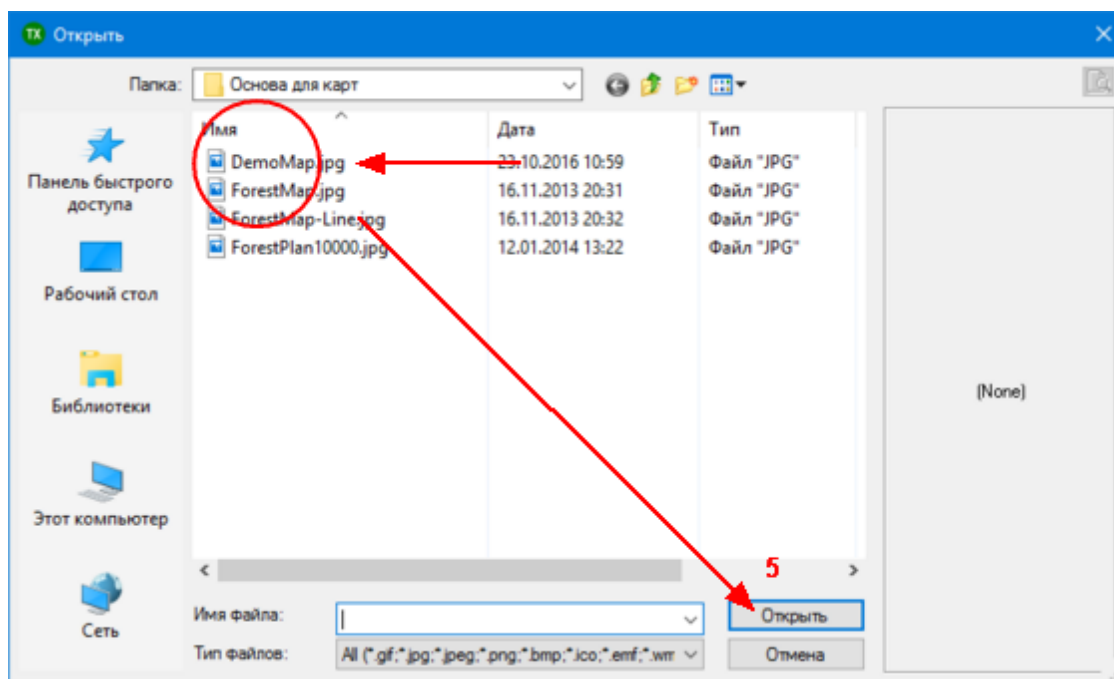 TX Открыть
Папка: Основа для карт
Имя Дата Тип
DemoMap.jpg 23.10.2016 10:59 Файл "JPG"
ForestMap.jpg 16.11.2013 20:31 Файл "JPG"
ForestMap-Line.jpg 16.11.2013 20:32 Файл "JPG"
ForestPlan10000.jpg 12.01.2014 13:22 Файл "JPG"
Панель быстрого
доступа
Рабочий стол
Библиотеки
Этот компьютер
Сеть
(None)
5
Имя файла: Открыть
Тип файлов: All (*.gif;*.jpg;*.jpeg;*.png;*.bmp;*.ico;*.emf;*.wm Отмена